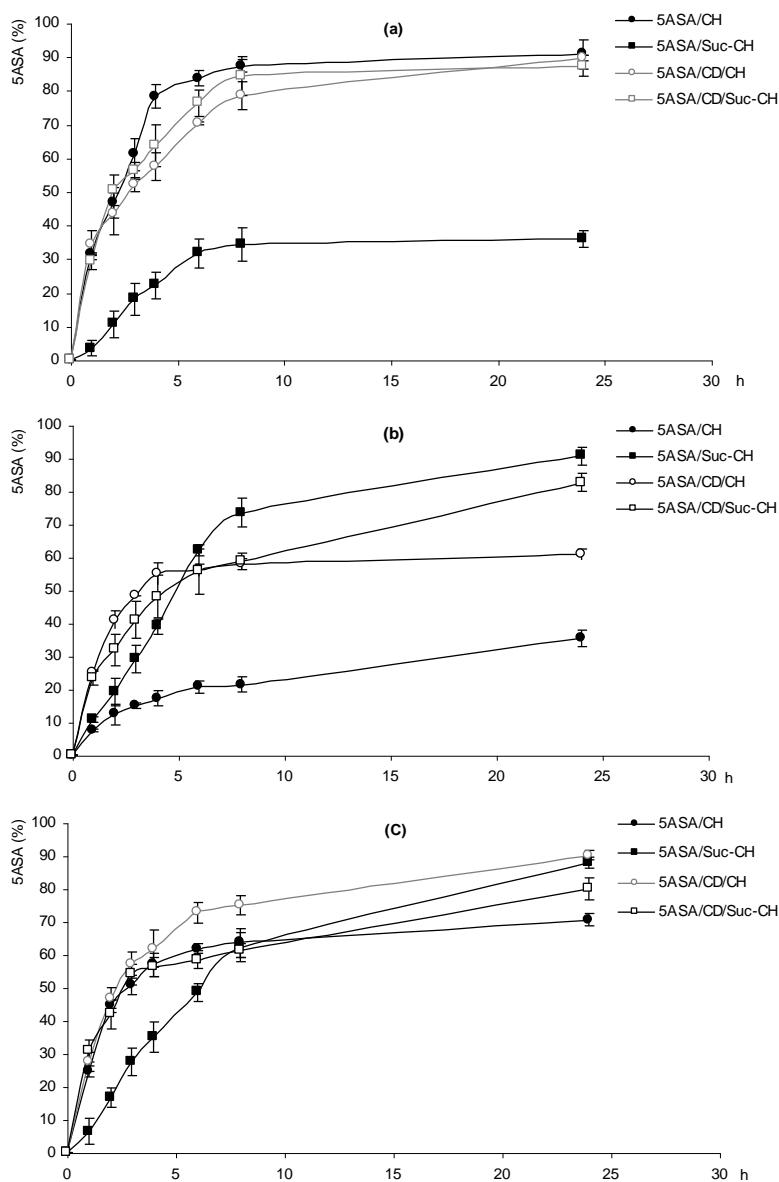 (a)
5ASA (%)
100
90
80
70
60
50
40
30
20
10
0
0 5 10 15 20 25 30
h
5ASA/CH
5ASA/Suc-CH
5ASA/CD/CH
5ASA/CD/Suc-CH
(b)
5ASA (%)
100
90
80
70
60
50
40
30
20
10
0
0 5 10 15 20 25 30
h
5ASA/CH
5ASA/Suc-CH
5ASA/CD/CH
5ASA/CD/Suc-CH
(C)
5ASA (%)
100
90
80
70
60
50
40
30
20
10
0
0 5 10 15 20 25 30
h
5ASA/CH
5ASA/Suc-CH
5ASA/CD/CH
5ASA/CD/Suc-CH